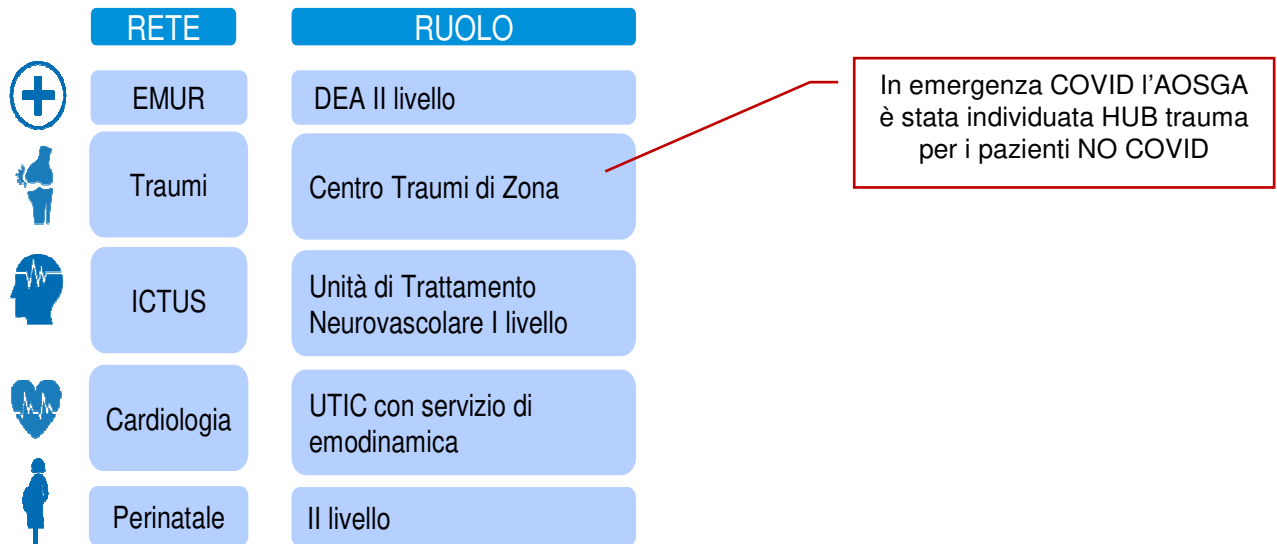 RETE
RUOLO
EMUR
DEA II livello
Traumi
Centro Traumi di Zona
In emergenza COVID l'AOSGA
è stata individuata HUB trauma
per i pazienti NO COVID
ICTUS
Unità di Trattamento
Neurovascolare I livello
Cardiologia
UTIC con servizio di
emodinamica
Perinatale
II livello